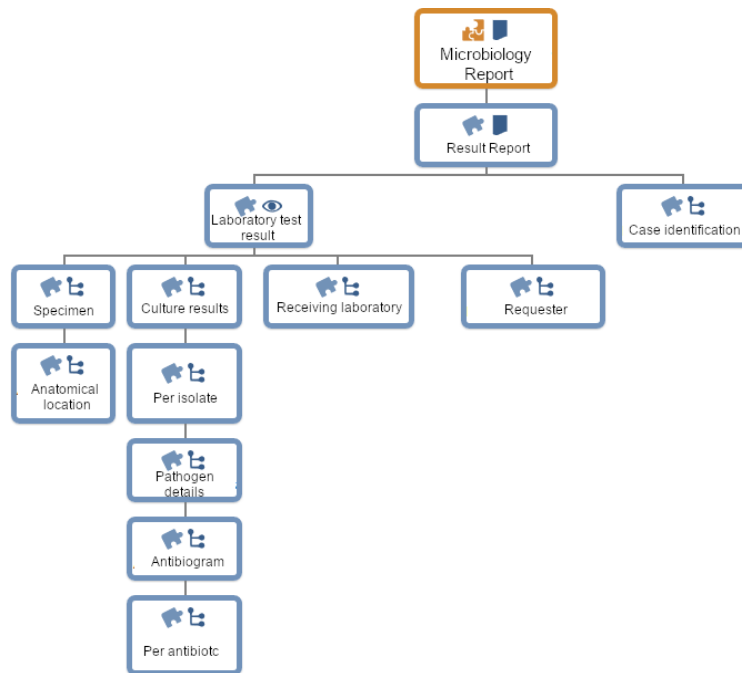 Microbiology
Report
Result Report
Laboratory test
result
Case identification
Specimen
Culture results
Receiving laboratory
Requester
Anatomical
location
Per isolate
Pathogen
details
Antibiogram
Per antibiotc